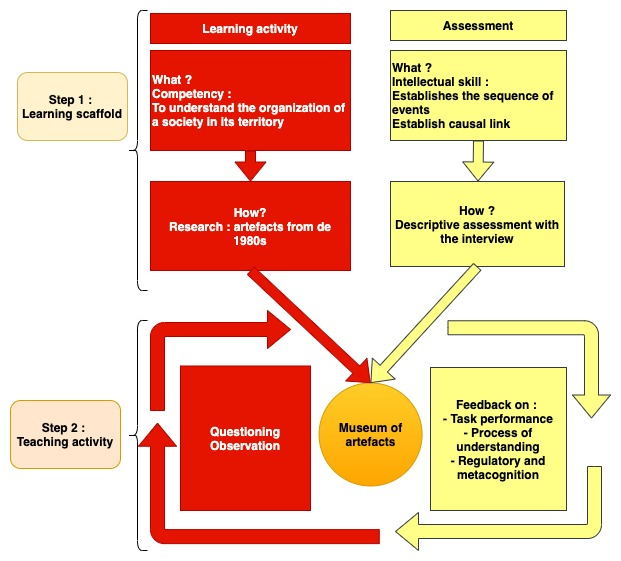 Learning activity
Assessment
Step 1 :
Learning scaffold
What ?
Competency :
To understand the organization of
a society in its territory
What ?
Intellectual skill :
Establishes the sequence of
events
Establish causal link
How?
Research : artefacts from de
1980s
How ?
Descriptive assessment with
the interview
Step 2 :
Teaching activity
Questioning
Observation
Museum of
artefacts
Feedback on :
- Task performance
- Process of
understanding
- Regulatory and
metacognition